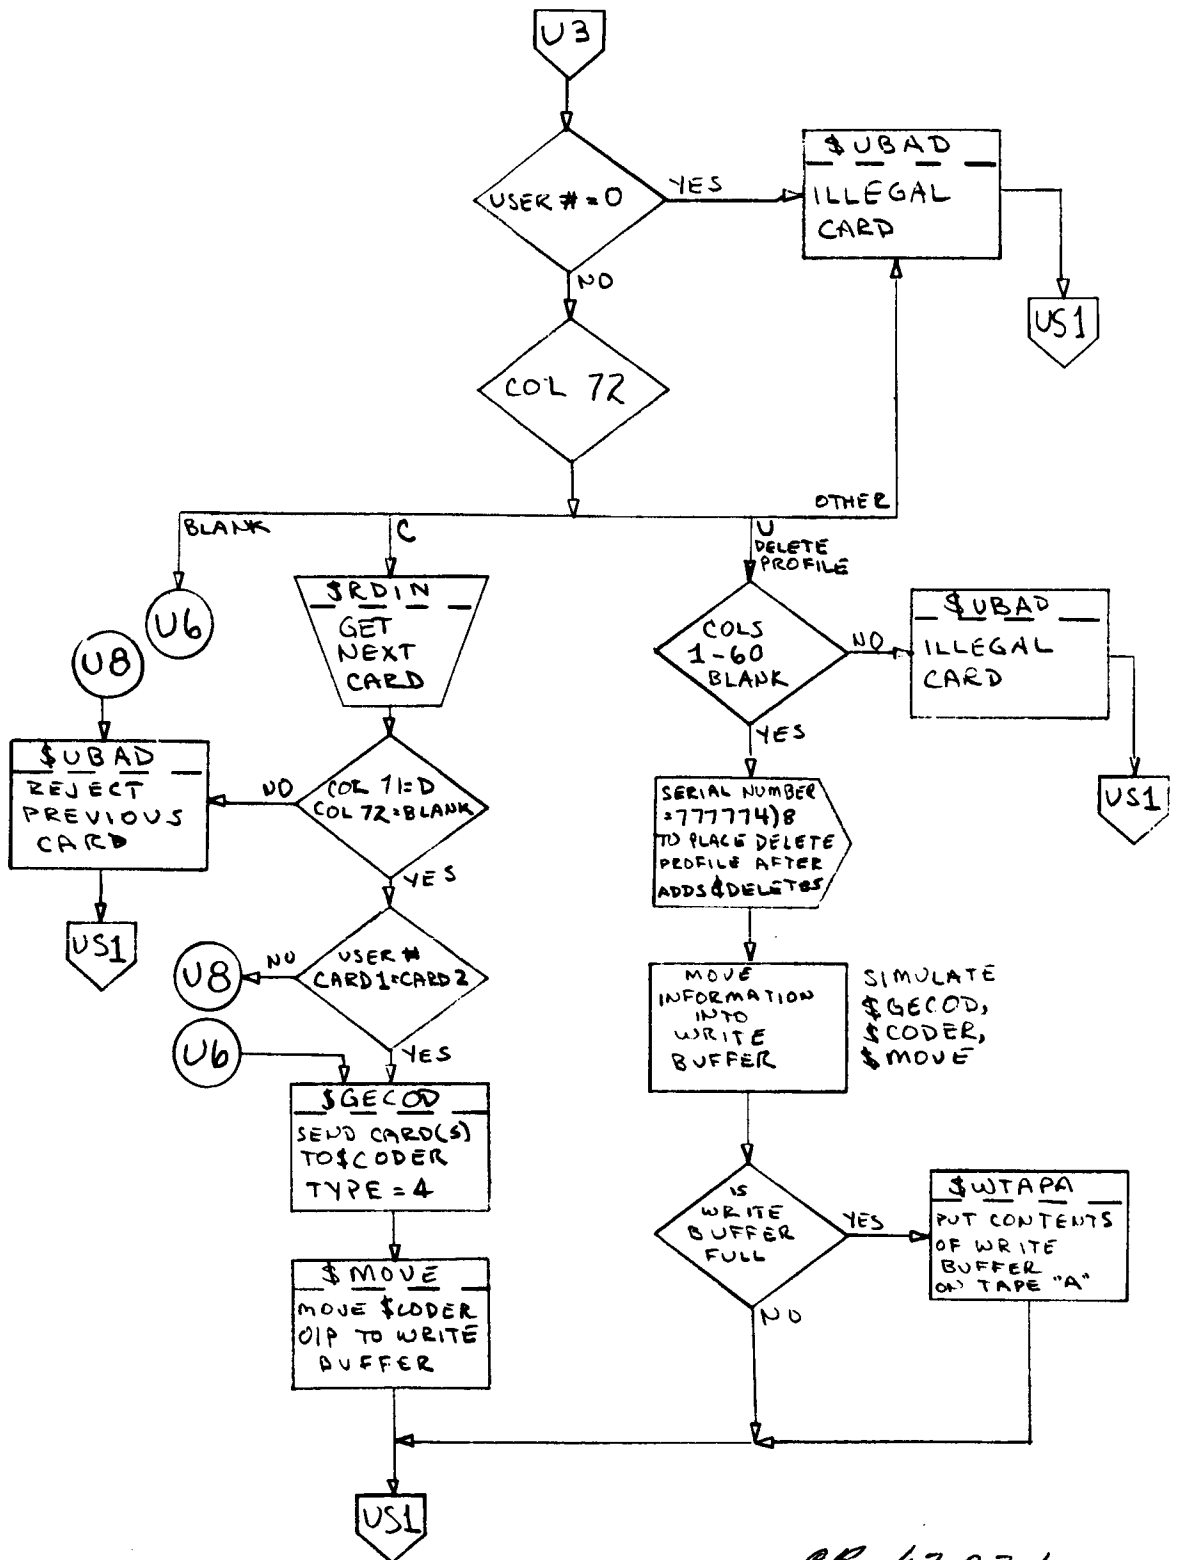 U3
USER # = 0
YES
$UBAD
ILLEGAL
CARD
US1
NO
COL 72
BLANK
C
U
DELETE
PROFILE
OTHER
U6
U8
$RDIN
GET
NEXT
CARD
COLS
1-60
BLANK
NO
$UBAD
ILLEGAL
CARD
US1
YES
$UBAD
REJECT
PREVIOUS
CARD
US1
NO
COL 71=D
COL 72=BLANK
YES
SERIAL NUMBER
=777774)8
TO PLACE DELETE
PROFILE AFTER
ADDS & DELETES
U8
NO
USER #
CARD1=CARD2
YES
U6
MOVE
INFORMATION
INTO
WRITE
BUFFER
SIMULATE
$GECOD,
$CODER,
$MOVE
$GECOD
SEND CARD(S)
TO $CODER
TYPE = 4
IS
WRITE
BUFFER
FULL
YES
$WTAPA
PUT CONTENTS
OF WRITE
BUFFER
ON TAPE "A"
NO
$MOVE
MOVE $CODER
O/P TO WRITE
BUFFER
US1